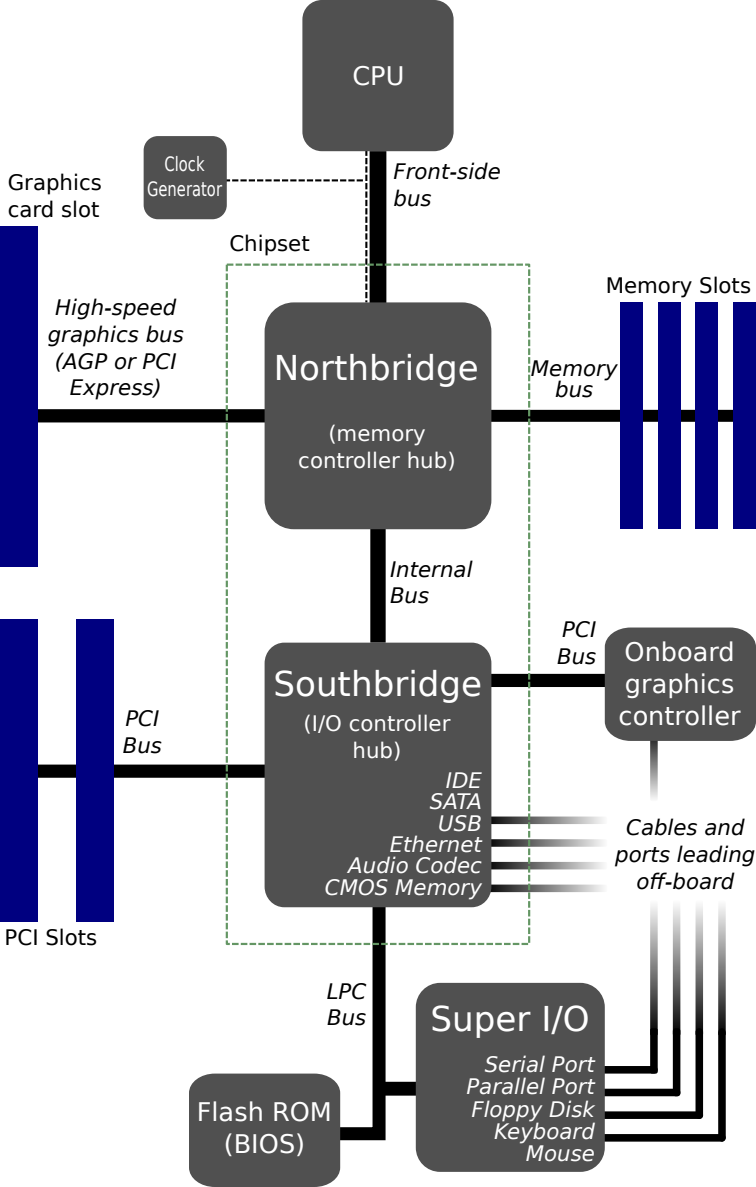 CPU
Clock
Generator
Front-side
bus
Graphics
card slot
Chipset
High-speed
graphics bus
(AGP or PCI
Express)
Northbridge
(memory
controller hub)
Memory Slots
Memory
bus
Internal
Bus
PCI
Bus
Onboard
graphics
controller
Southbridge
(I/O controller
hub)
PCI
Bus
IDE
SATA
USB
Ethernet
Audio Codec
CMOS Memory
Cables and
ports leading
off-board
PCI Slots
LPC
Bus
Super I/O
Serial Port
Parallel Port
Floppy Disk
Keyboard
Mouse
Flash ROM
(BIOS)